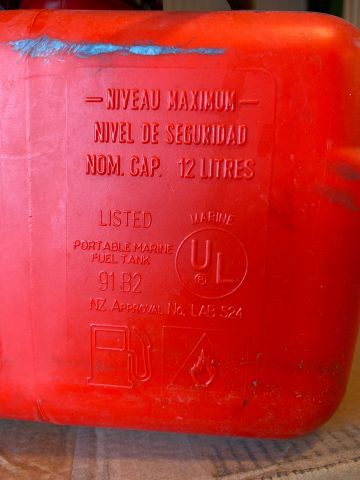 — NIVEAU MAXIMUM —
NIVEL DE SEGURIDAD
NOM. CAP. 12 LITRES
LISTED
MARINE
PORTABLE MARINE
FUEL TANK
UL
®
91 B2
NZ APPROVAL NO. LAB 524